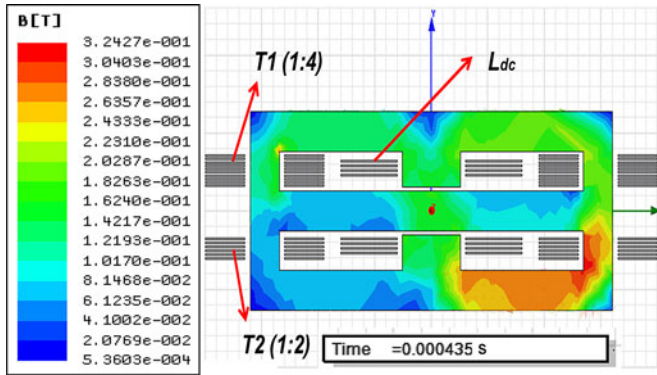 B[T]
3.2427e-001
3.0403e-001
2.8380e-001
2.6357e-001
2.4333e-001
2.2310e-001
2.0287e-001
1.8263e-001
1.6240e-001
1.4217e-001
1.2193e-001
1.0170e-001
8.1468e-002
6.1235e-002
4.1002e-002
2.0769e-002
5.3603e-004
T1 (1:4)
Ldc
T2 (1:2)
Time =0.000435 s